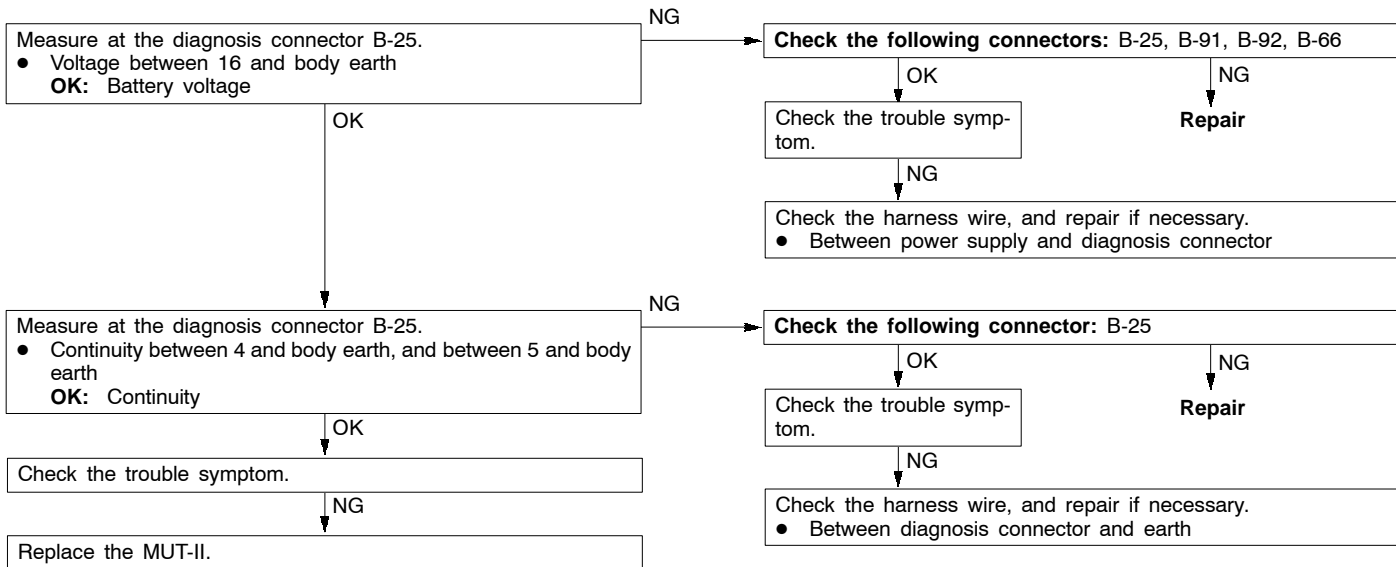 NG
Measure at the diagnosis connector B-25.
● Voltage between 16 and body earth
OK: Battery voltage
Check the following connectors: B-25, B-91, B-92, B-66
OK
OK
NG
Check the trouble symp-
tom.
Repair
NG
Check the harness wire, and repair if necessary.
● Between power supply and diagnosis connector
NG
Measure at the diagnosis connector B-25.
● Continuity between 4 and body earth, and between 5 and body
earth
OK: Continuity
Check the following connector: B-25
OK
NG
Check the trouble symp-
tom.
Repair
OK
Check the trouble symptom.
NG
NG
Check the harness wire, and repair if necessary.
● Between diagnosis connector and earth
Replace the MUT-II.